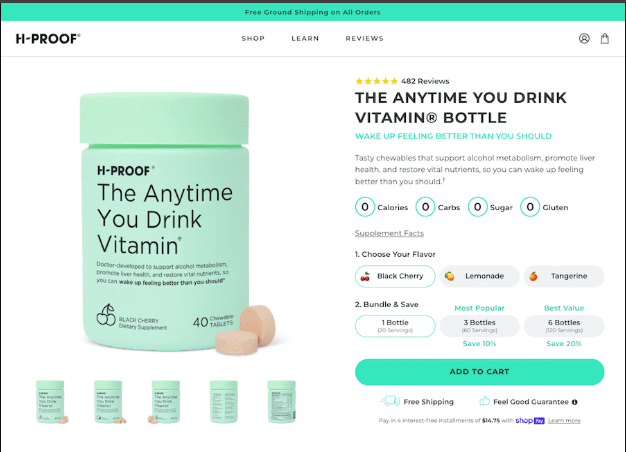 Free Ground Shipping on All Orders
H-PROOF®
SHOP
LEARN
REVIEWS
482 Reviews
THE ANYTIME YOU DRINK
VITAMIN® BOTTLE
WAKE UP FEELING BETTER THAN YOU SHOULD
Tasty chewables that support alcohol metabolism, promote liver
health, and restore vital nutrients, so you can wake up feeling
better than you should.†
0 Calories
0 Carbs
0 Sugar
0 Gluten
Supplement Facts
1. Choose Your Flavor
Black Cherry
Lemonade
Tangerine
2. Bundle & Save
Most Popular
Best Value
1 Bottle
(20 Servings)
3 Bottles
(60 Servings)
6 Bottles
(120 Servings)
Save 10%
Save 20%
ADD TO CART
Free Shipping
Feel Good Guarantee
Pay in 4 interest-free installments of $14.75 with shop Pay Learn more
H-PROOF®
The Anytime
You Drink
Vitamin®
Doctor-developed to support alcohol metabolism,
promote liver health, and restore vital nutrients, so
you can wake up feeling better than you should†
BLACK CHERRY
Dietary Supplement
40 Chewable
TABLETS